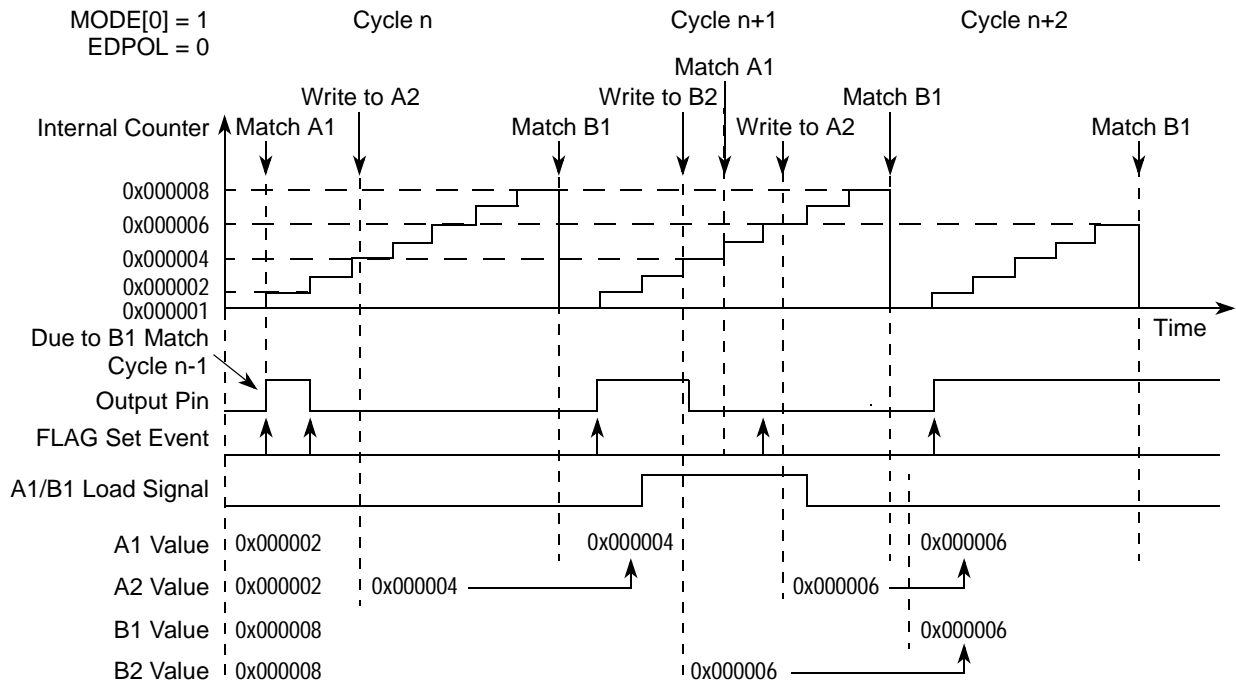 MODE[0] = 1
EDPOL = 0
Cycle n
Cycle n+1
Cycle n+2
Match A1
Write to A2
Write to B2
Match B1
Internal Counter
Match A1
Match B1
Write to A2
Match B1
0x000008
0x000006
0x000004
0x000002
0x000001
Time
Due to B1 Match
Cycle n-1
Output Pin
FLAG Set Event
A1/B1 Load Signal
A1 Value 0x000002 0x000004 0x000006
A2 Value 0x000002 0x000004 0x000006
B1 Value 0x000008 0x000006
B2 Value 0x000008 0x000006